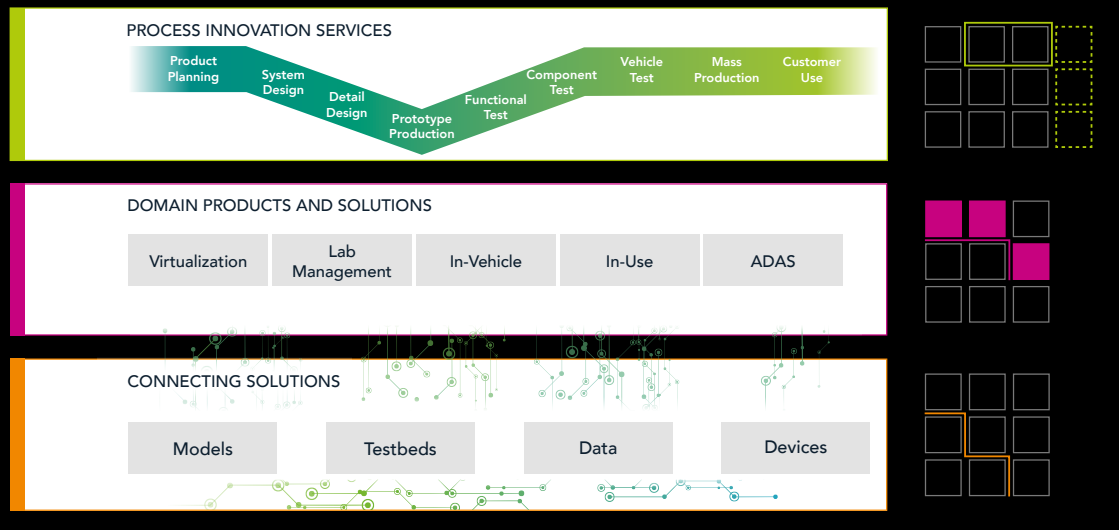 PROCESS INNOVATION SERVICES
Product
Planning
System
Design
Detail
Design
Prototype
Production
Functional
Test
Component
Test
Vehicle
Test
Mass
Production
Customer
Use
DOMAIN PRODUCTS AND SOLUTIONS
Virtualization
Lab
Management
In-Vehicle
In-Use
ADAS
CONNECTING SOLUTIONS
Models
Testbeds
Data
Devices